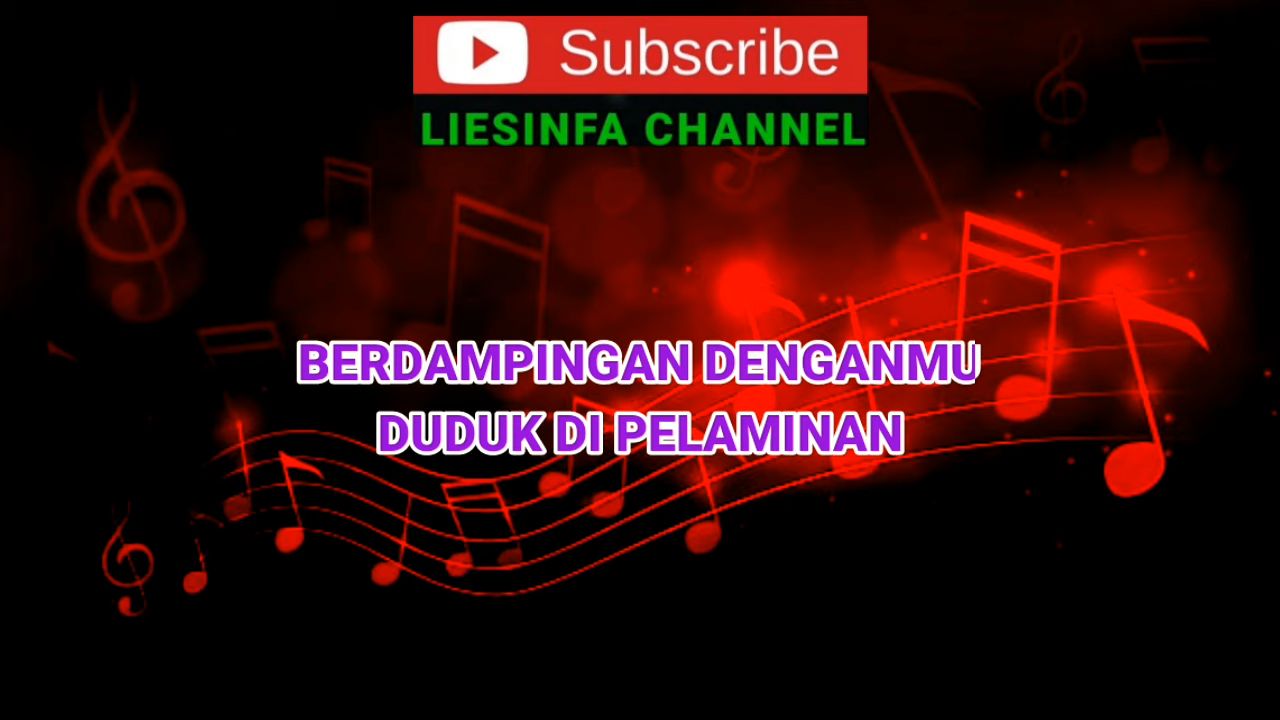 Subscribe
LIESINFA CHANNEL
BERDAMPINGAN DENGANMU
DUDUK DI PELAMINAN